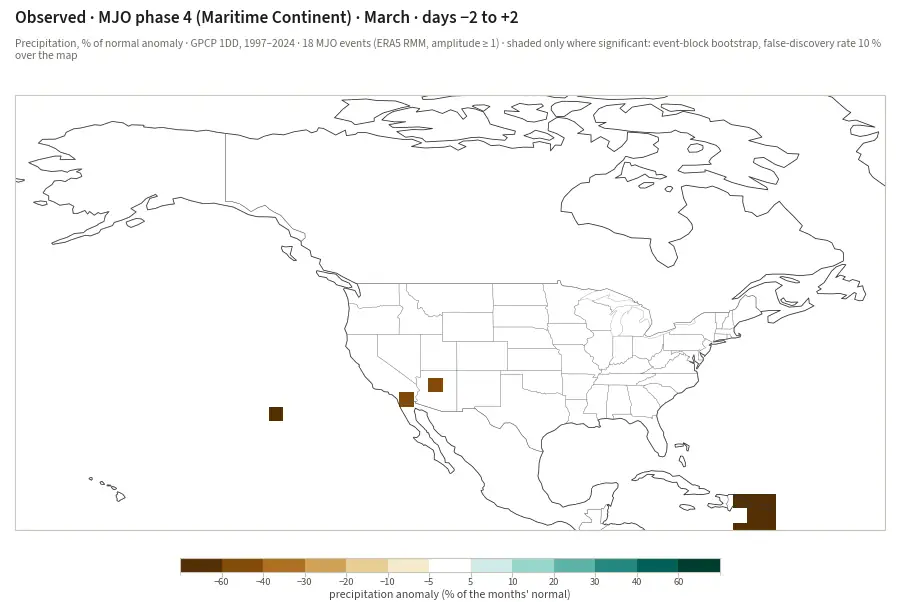 Observed · MJO phase 4 (Maritime Continent) · March · days −2 to +2
Precipitation, % of normal anomaly · GPCP 1DD, 1997–2024 · 18 MJO events (ERA5 RMM, amplitude ≥ 1) · shaded only where significant: event-block bootstrap, false-discovery rate 10 %
over the map
−60 −40 −30 −20 −10 −5 5 10 20 30 40 60
precipitation anomaly (% of the months' normal)